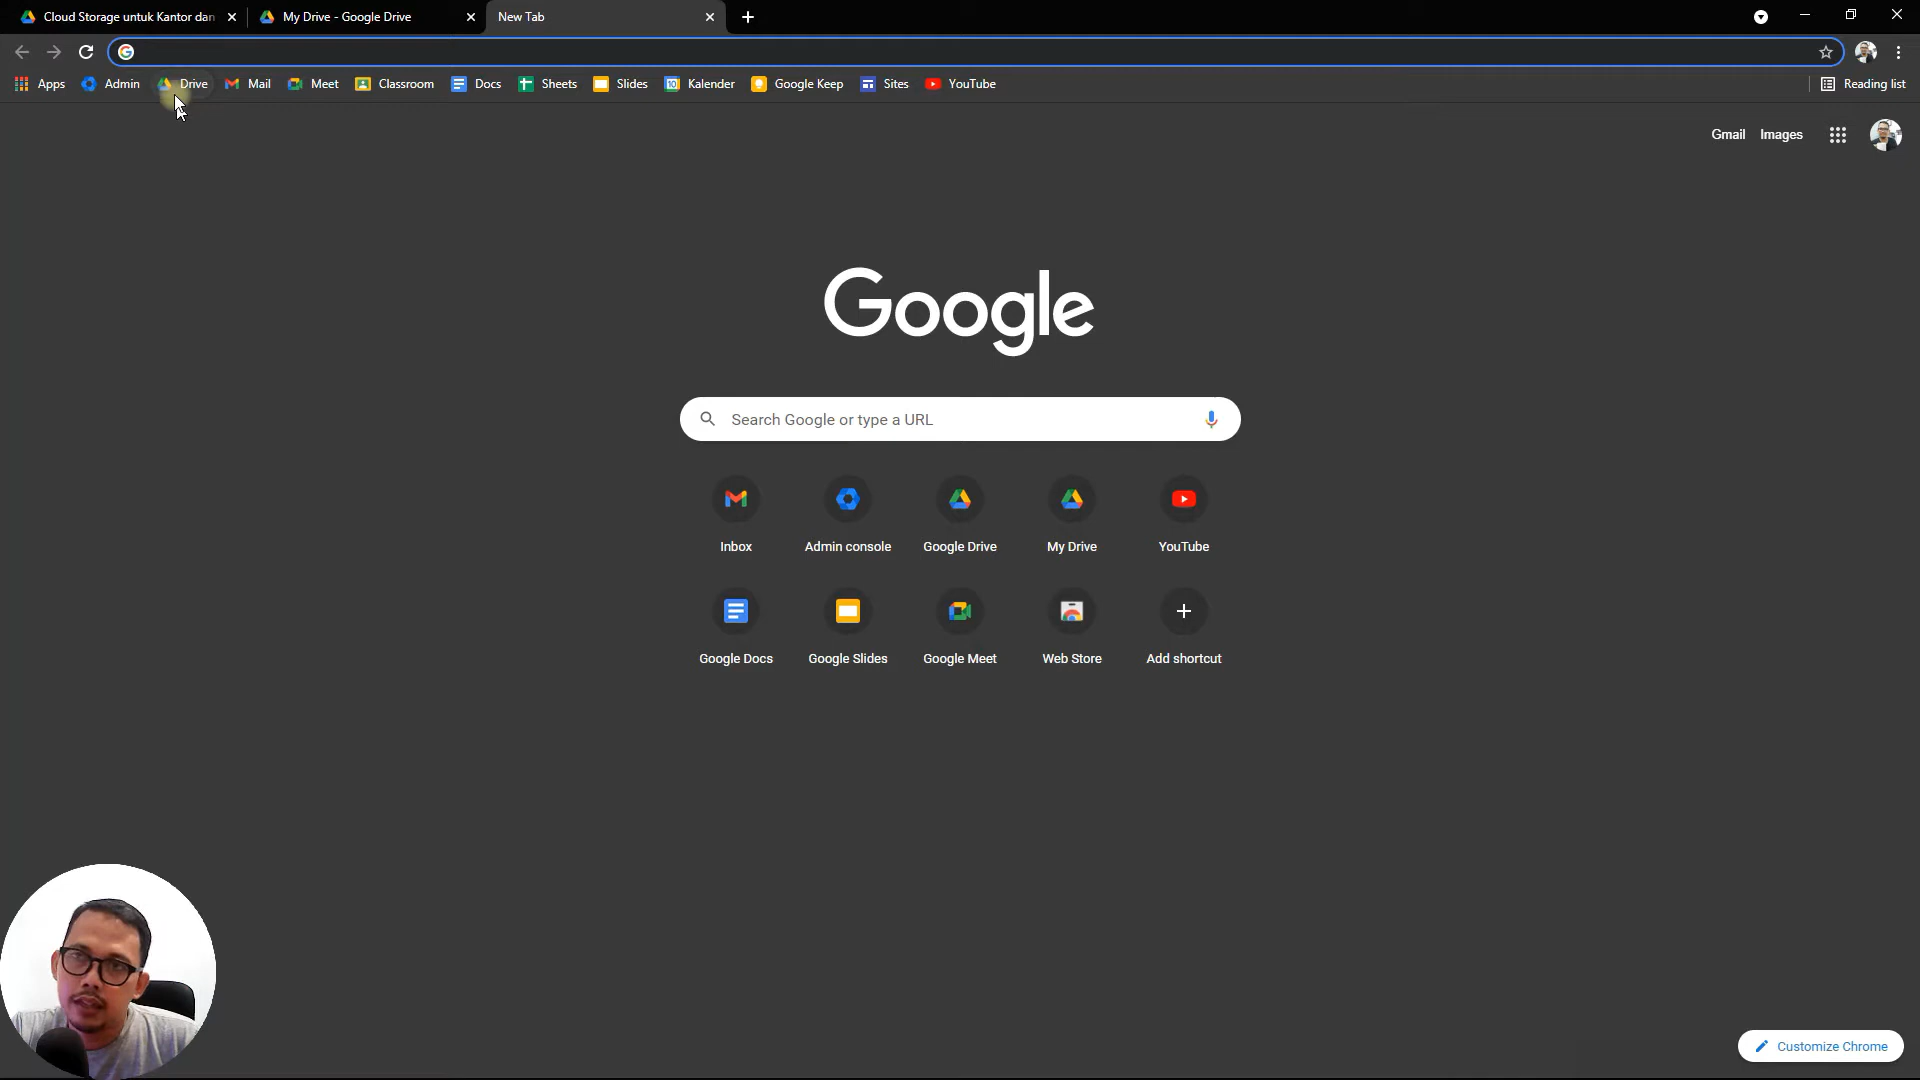 Cloud Storage untuk Kantor dan
My Drive - Google Drive
New Tab
Apps
Admin
Drive
Mail
Meet
Classroom
Docs
Sheets
Slides
10
Kalender
Google Keep
Sites
YouTube
Reading list
Gmail
Images
Google
Search Google or type a URL
Inbox
Admin console
Google Drive
My Drive
YouTube
Google Docs
Google Slides
Google Meet
Web Store
Add shortcut
Customize Chrome